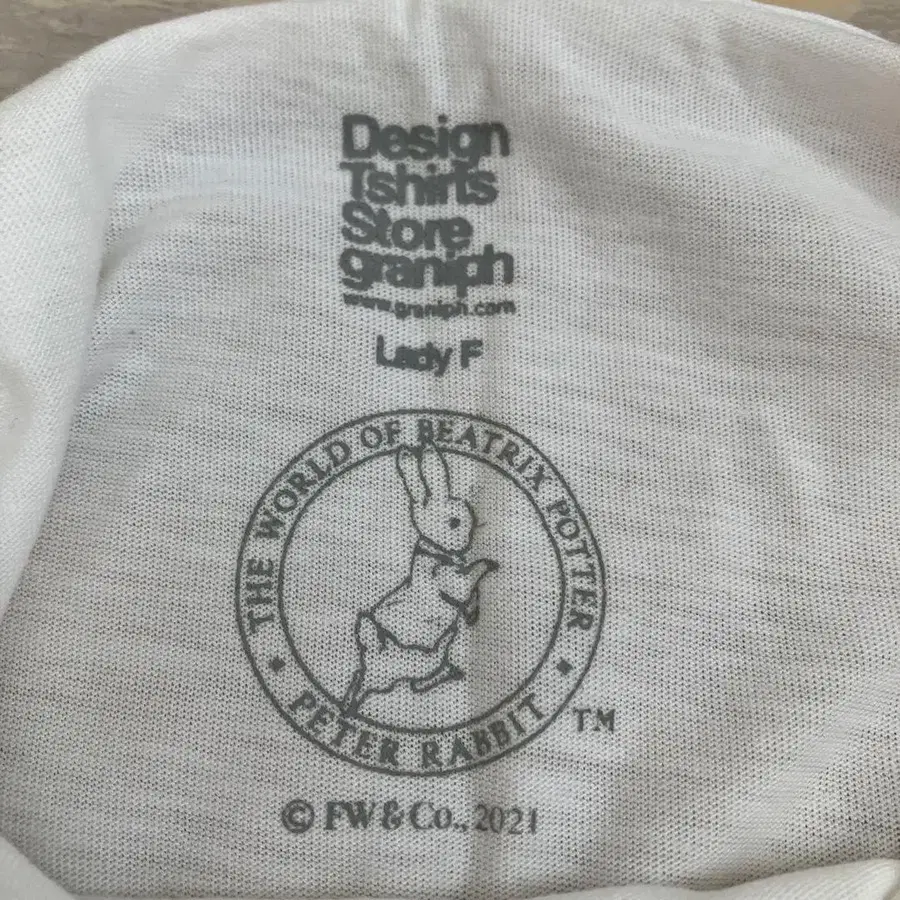 Design
Tshirts
Store
graniph
www.graniph.com
Lady F
THE WORLD OF BEATRIX POTTER
PETER RABBIT
TM
© FW & Co., 2021